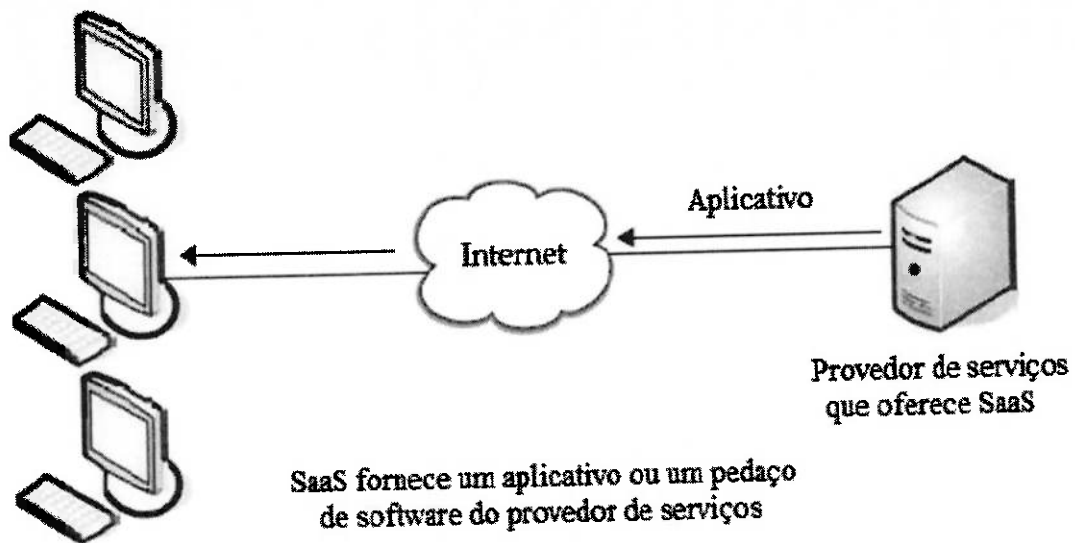 Aplicativo
Internet
Provedor de serviços
que oferece SaaS
SaaS fornece um aplicativo ou um pedaço
de software do provedor de serviços